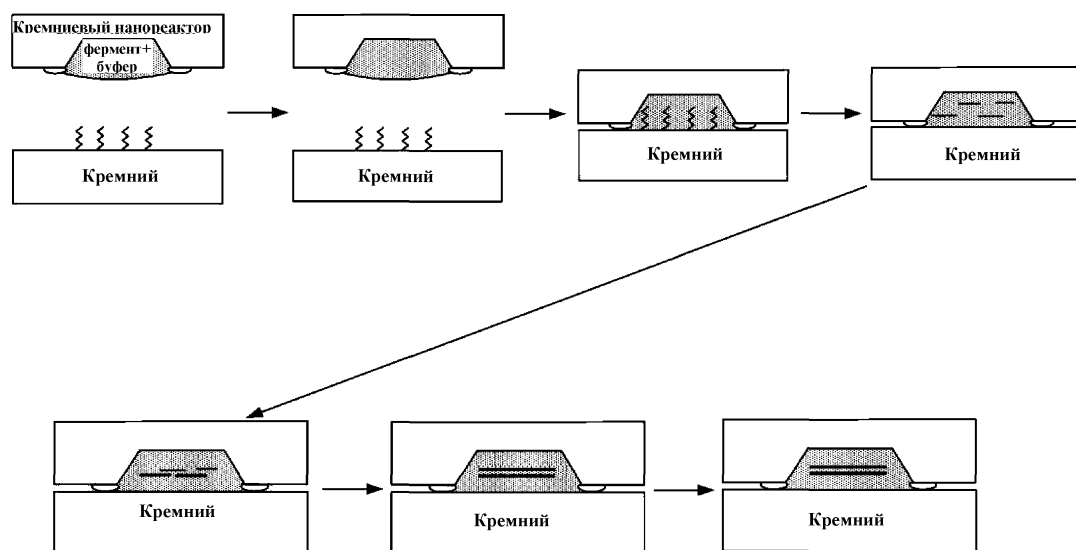 Кремниевый нанореактор
фермент+
буфер
Кремний
Кремний
Кремний
Кремний
Кремний
Кремний
Кремний